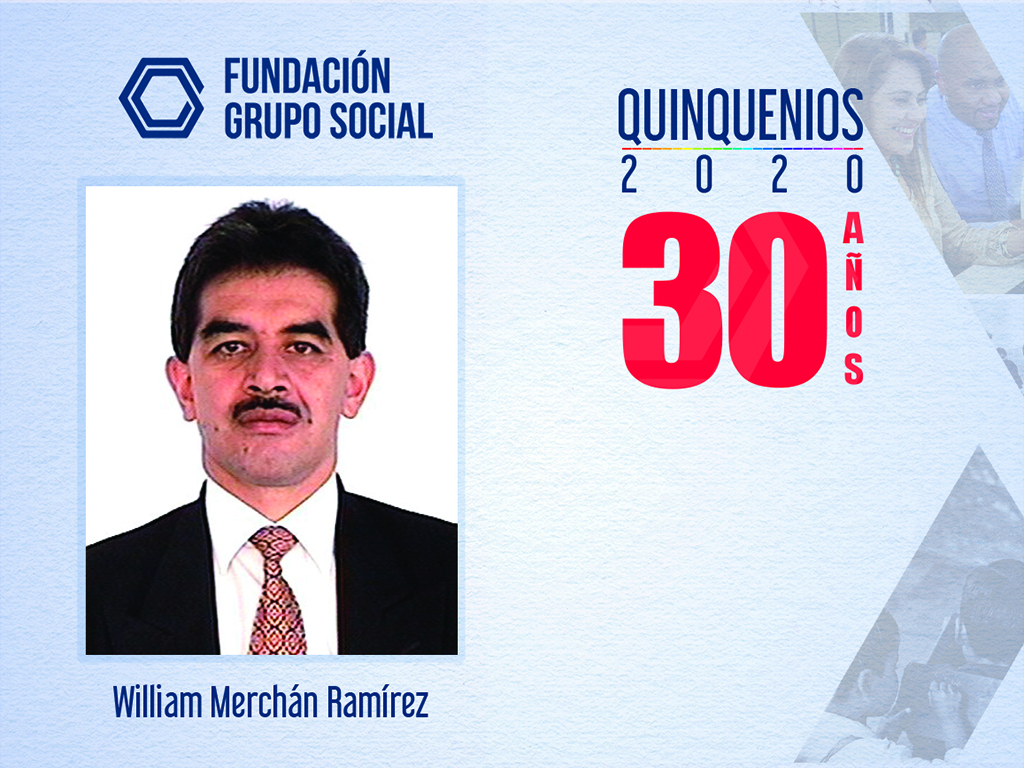 FUNDACIÓN
GRUPO SOCIAL
QUINQUENIOS
2020
30 AÑOS
William Merchán Ramírez